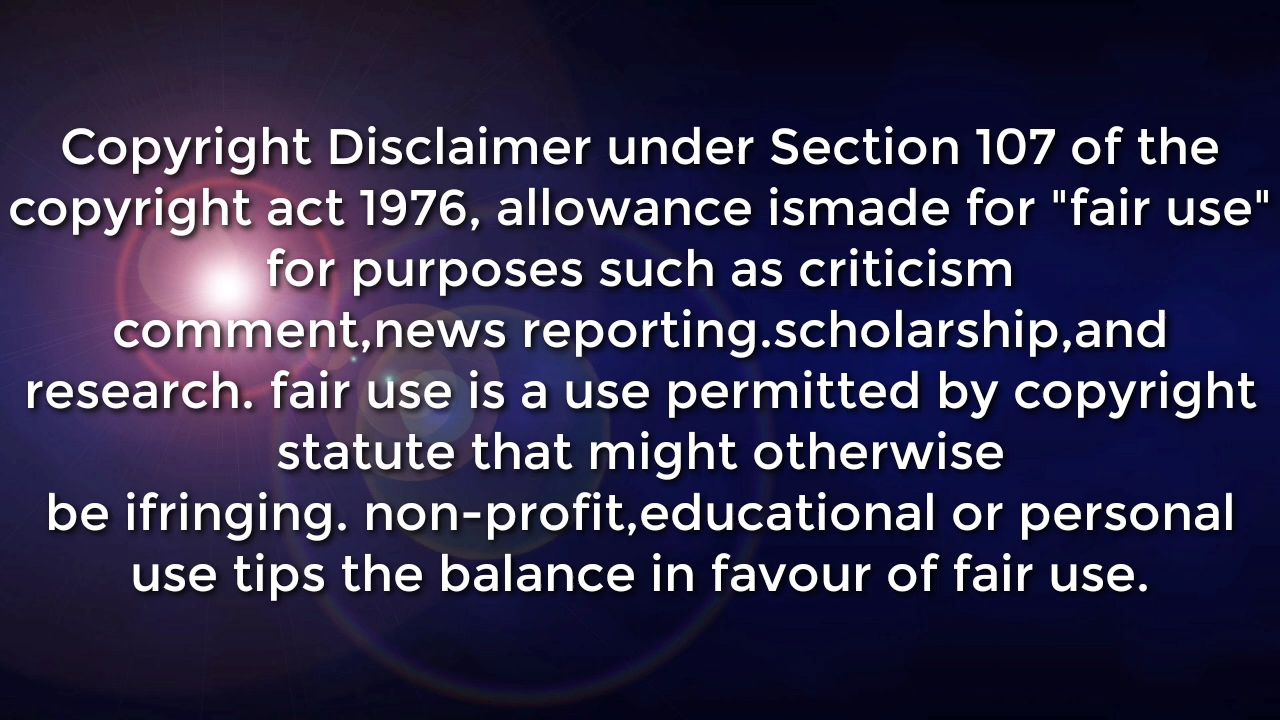 Copyright Disclaimer under Section 107 of the
copyright act 1976, allowance ismade for "fair use"
for purposes such as criticism
comment,news reporting.scholarship,and
research. fair use is a use permitted by copyright
statute that might otherwise
be ifringing. non-profit,educational or personal
use tips the balance in favour of fair use.